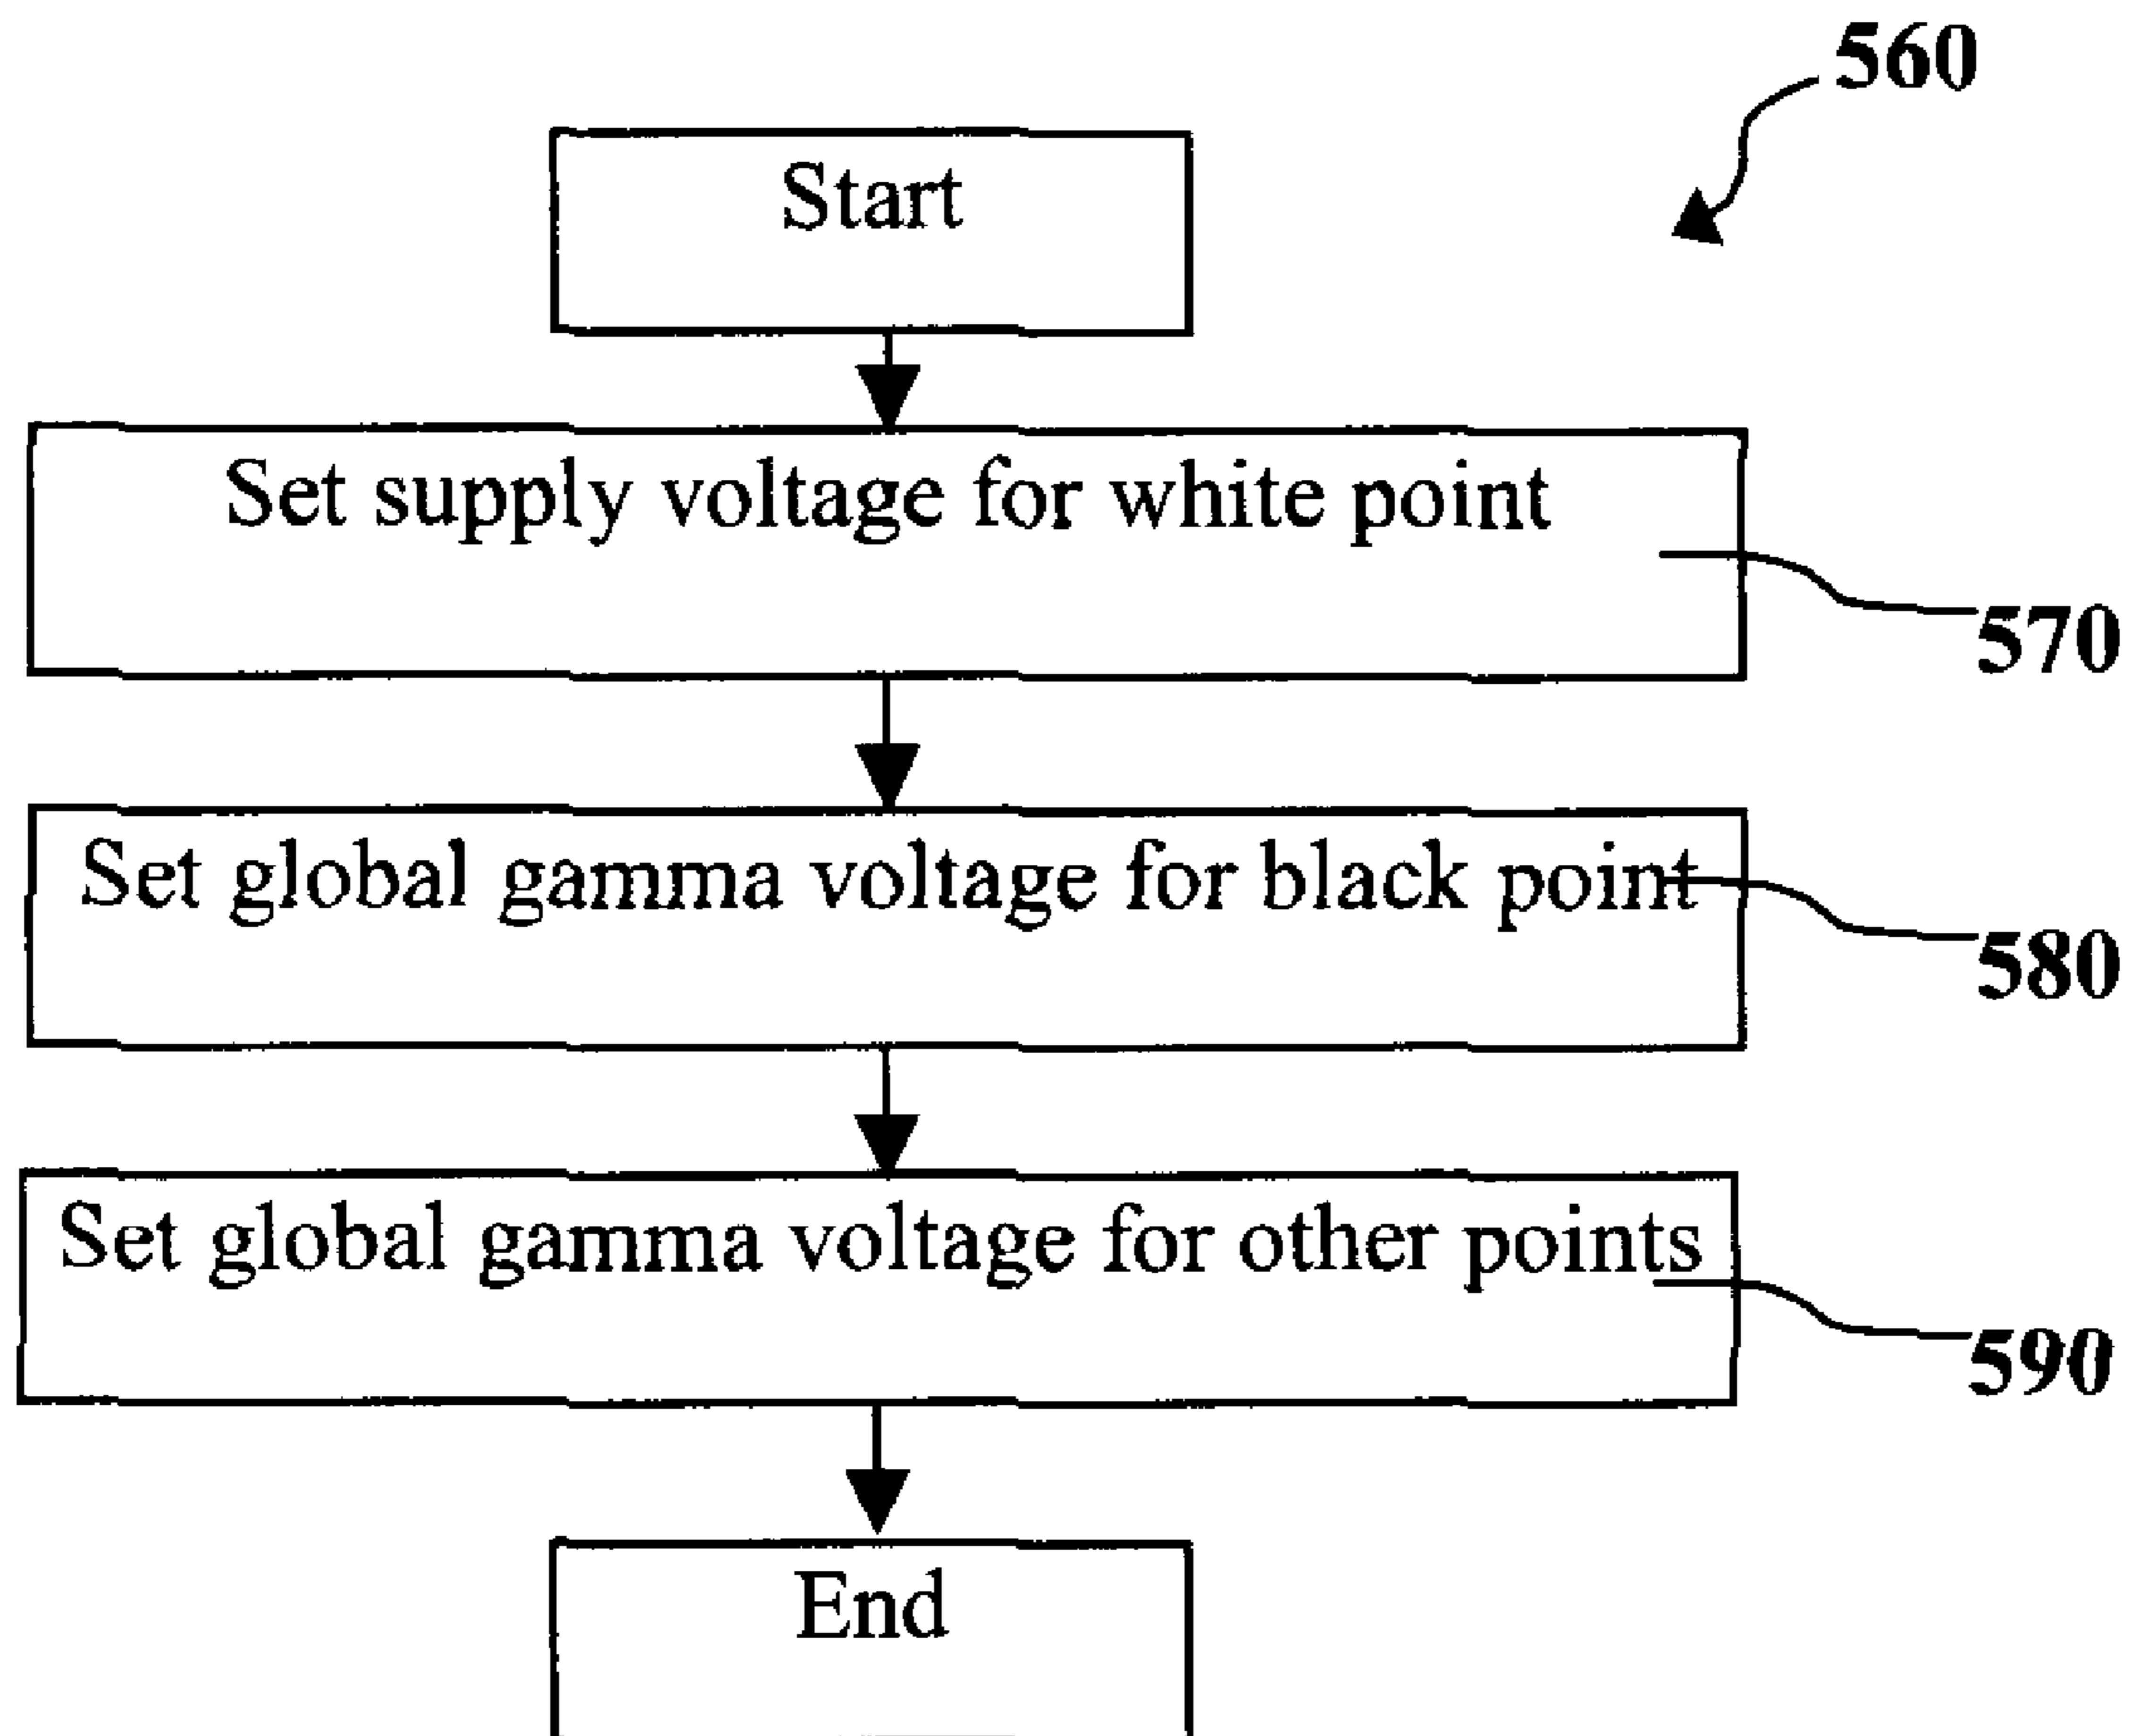 560
Start
Set supply voltage for white point
570
Set global gamma voltage for black point
580
Set global gamma voltage for other points
590
End